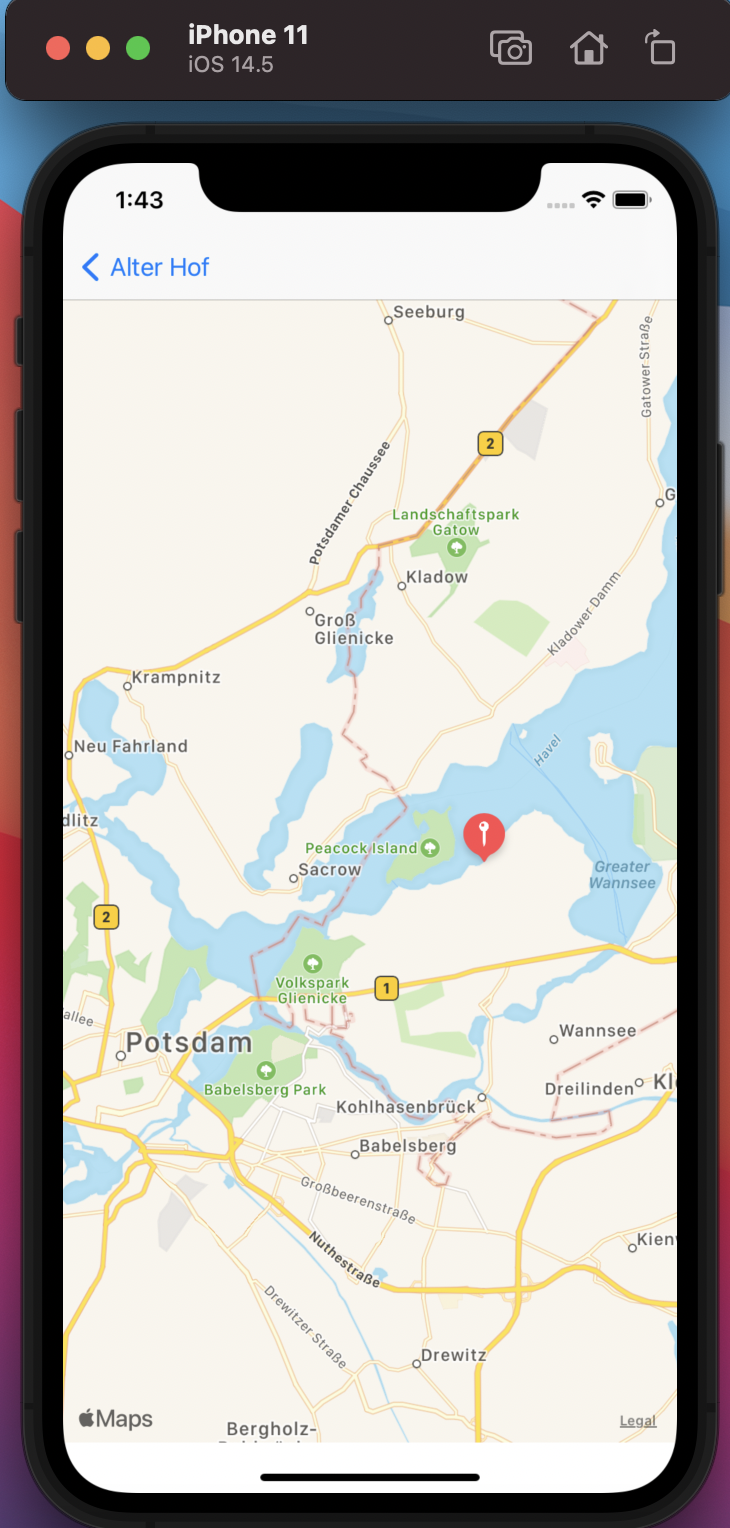 iPhone 11
iOS 14.5
1:43
Alter Hof
Seeburg
Gatower Straße
2
Potsdamer Chaussee
Landschaftspark
Gatow
G
Kladow
Groß
Glienicke
Kladower Damm
Krampnitz
Neu Fahrland
Havel
dlitz
Peacock Island
Sacrow
Greater
Wannsee
2
Volkspark
Glienicke
1
allee
Potsdam
Wannsee
Babelsberg Park
Dreilinden
Kl
Kohlhasenbrück
Babelsberg
Großbeerenstraße
Nuthestraße
Kien
Drewitzer Straße
Drewitz
Maps
Legal
Bergholz-